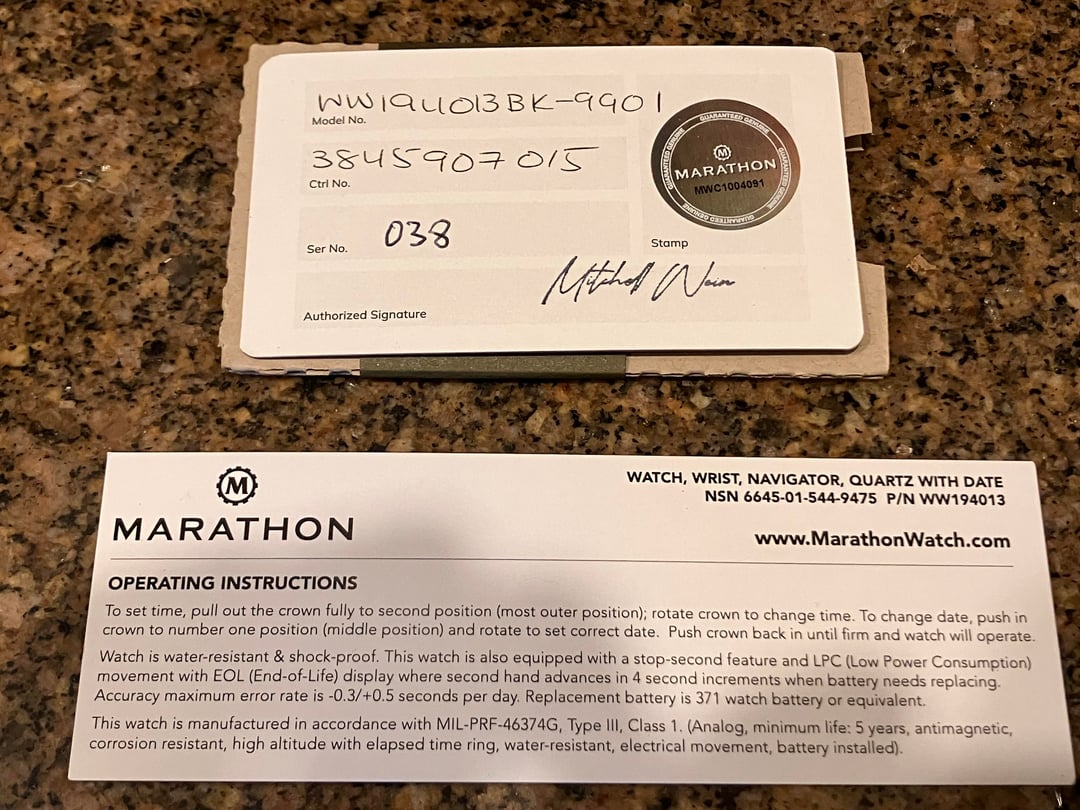 WW194013BK-9901
Model No.
3845907015
Ctrl No.
038
Ser No.
GUARANTEED GENUINE
GUARANTEED GENUINE
GUARANTEED GENUINE
GUARANTEED GENUINE
M
MARATHON
MWC1004091
Stamp
Authorized Signature
M
MARATHON
WATCH, WRIST, NAVIGATOR, QUARTZ WITH DATE
NSN 6645-01-544-9475 P/N WW194013
www.MarathonWatch.com
OPERATING INSTRUCTIONS
To set time, pull out the crown fully to second position (most outer position); rotate crown to change time. To change date, push in
crown to number one position (middle position) and rotate to set correct date. Push crown back in until firm and watch will operate.
Watch is water-resistant & shock-proof. This watch is also equipped with a stop-second feature and LPC (Low Power Consumption)
movement with EOL (End-of-Life) display where second hand advances in 4 second increments when battery needs replacing.
Accuracy maximum error rate is -0.3/+0.5 seconds per day. Replacement battery is 371 watch battery or equivalent.
This watch is manufactured in accordance with MIL-PRF-46374G, Type III, Class 1. (Analog, minimum life: 5 years, antimagnetic,
corrosion resistant, high altitude with elapsed time ring, water-resistant, electrical movement, battery installed).